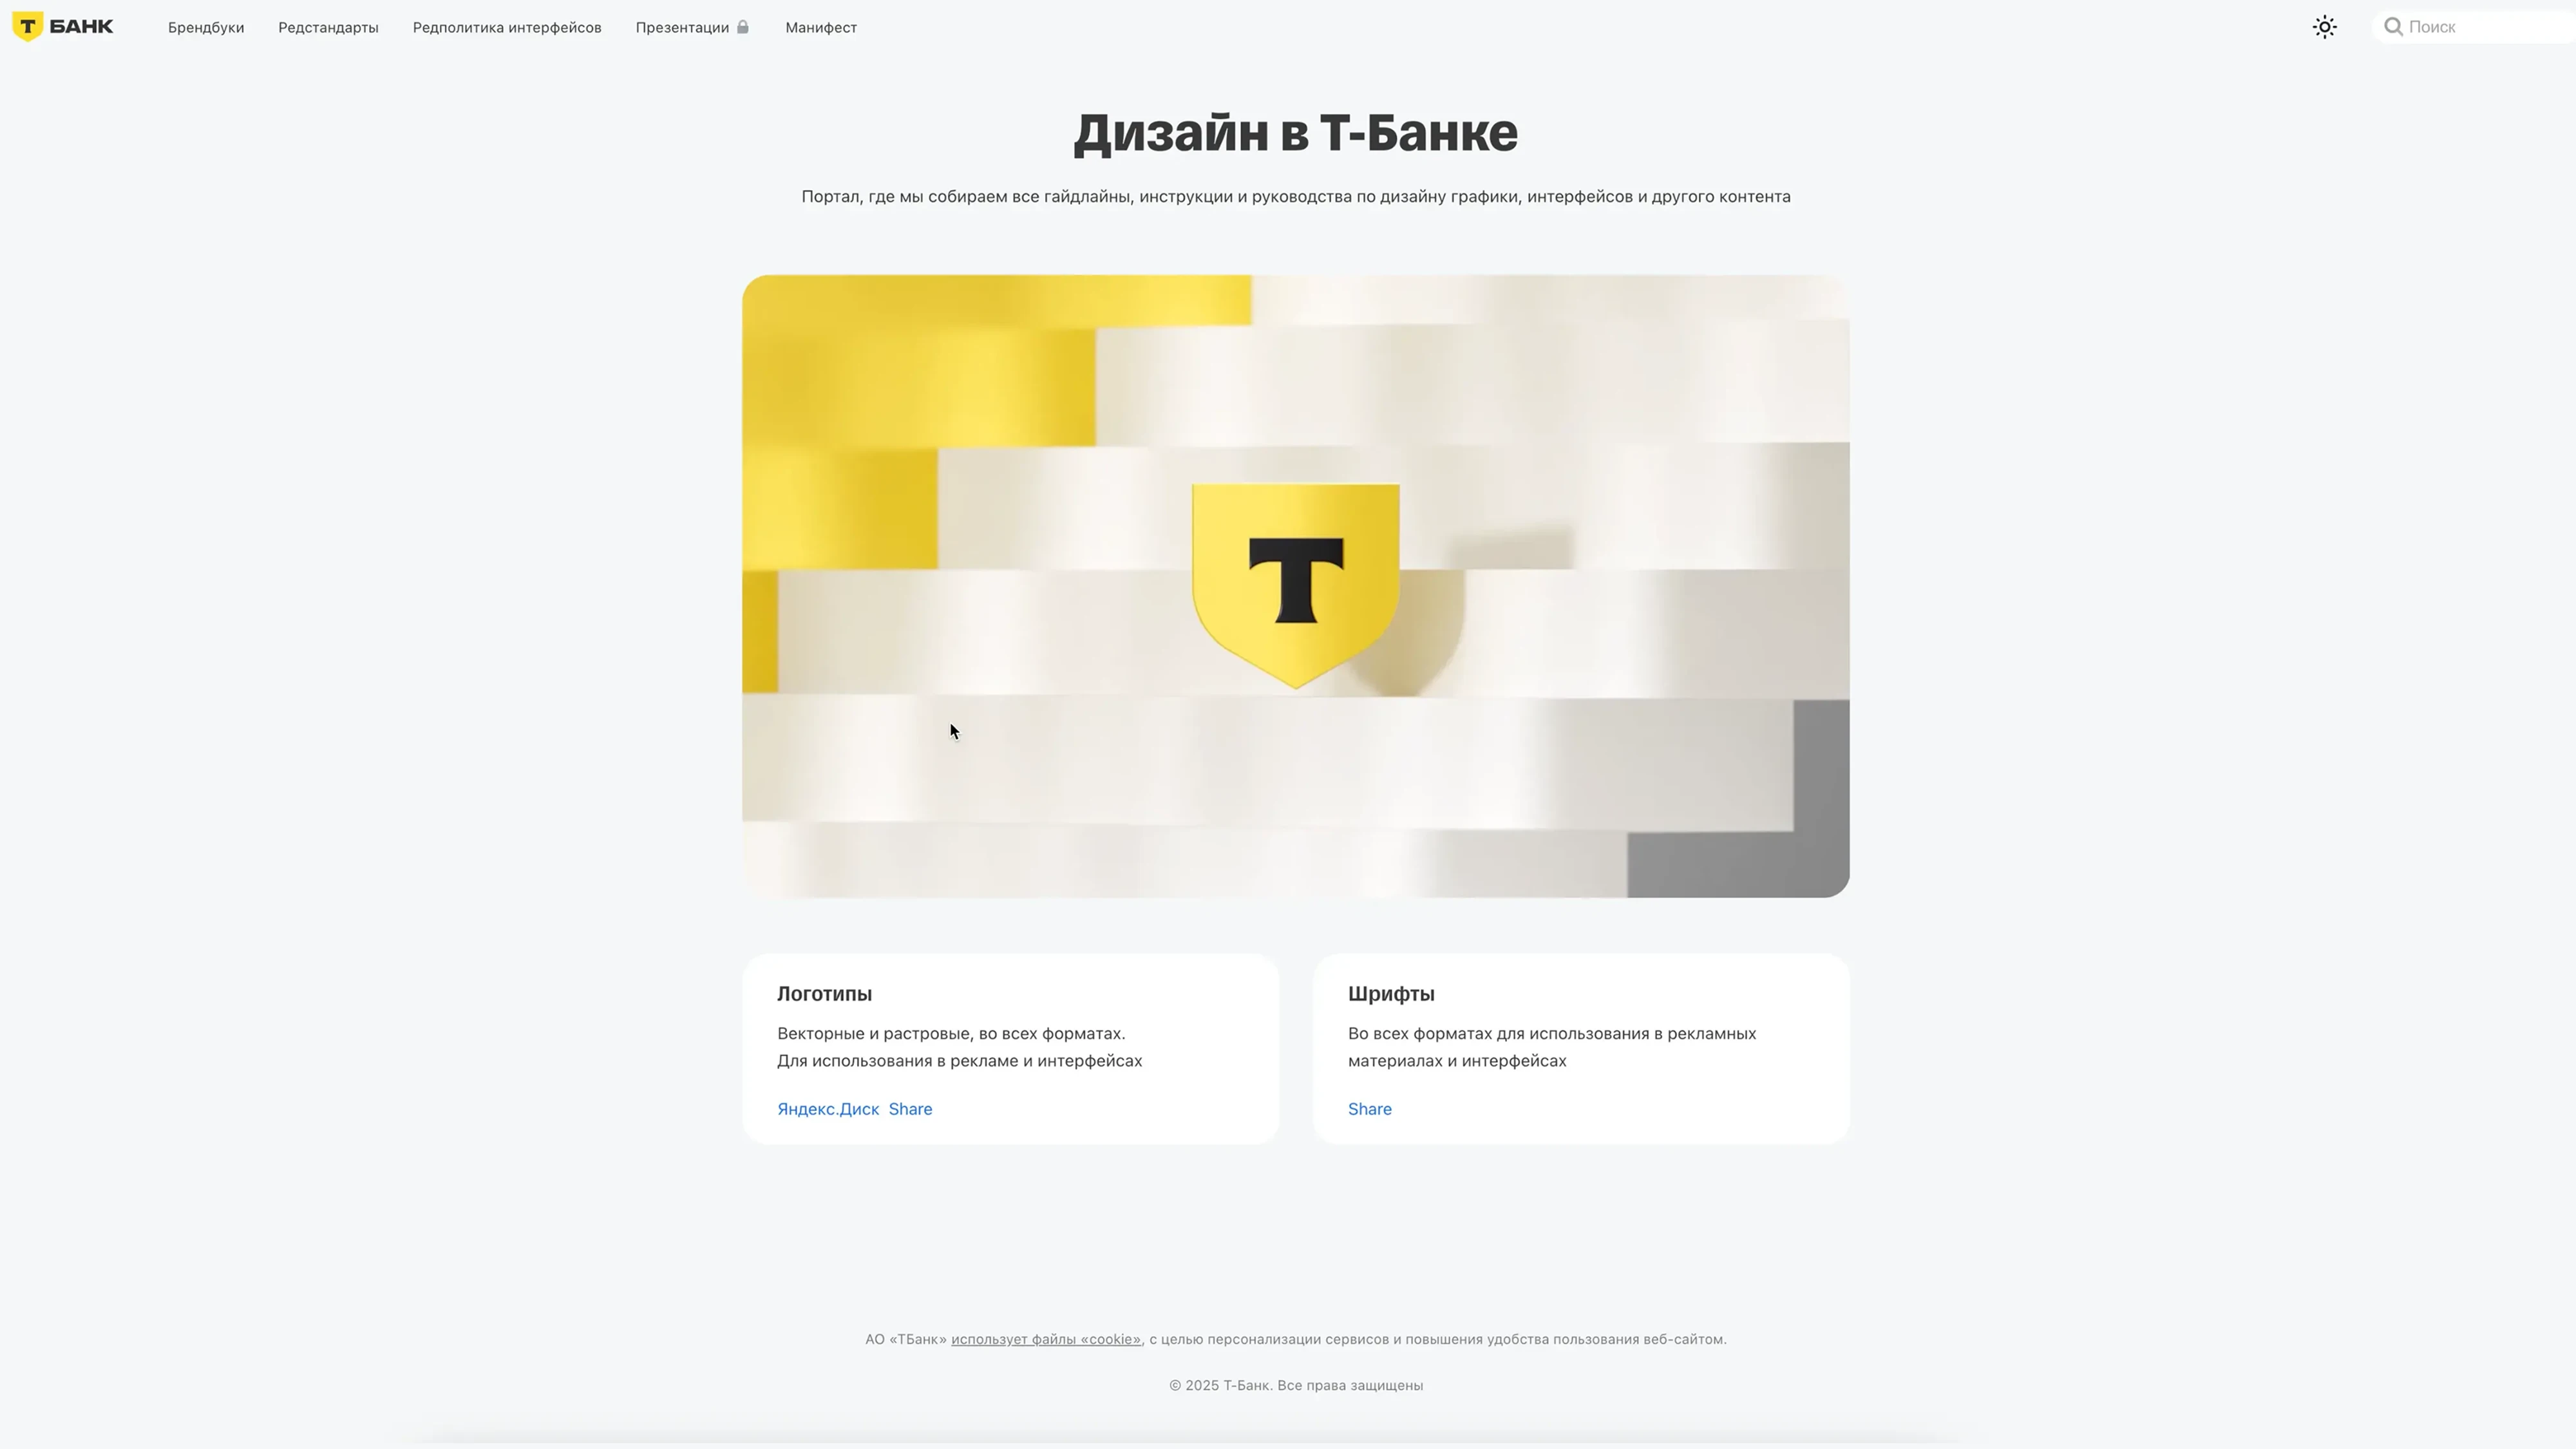 Т БАНК
Брендбуки
Редстандарты
Редполитика интерфейсов
Презентации
Манифест
Поиск
Дизайн в Т-Банке
Портал, где мы собираем все гайдлайны, инструкции и руководства по дизайну графики, интерфейсов и другого контента
Т
Логотипы
Векторные и растровые, во всех форматах.
Для использования в рекламе и интерфейсах
Яндекс.Диск Share
Шрифты
Во всех форматах для использования в рекламных
материалах и интерфейсах
Share
АО «ТБанк» использует файлы «cookie», с целью персонализации сервисов и повышения удобства пользования веб-сайтом.
© 2025 Т-Банк. Все права защищены